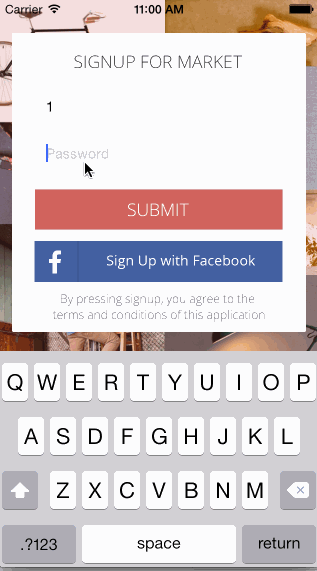 Carrier 11:00 AM
SIGNUP FOR MARKET
1
Password
SUBMIT
f Sign Up with Facebook
By pressing signup, you agree to the
terms and conditions of this application
Q W E R T Y U I O P
A S D F G H J K L
Z X C V B N M
.?123 space return